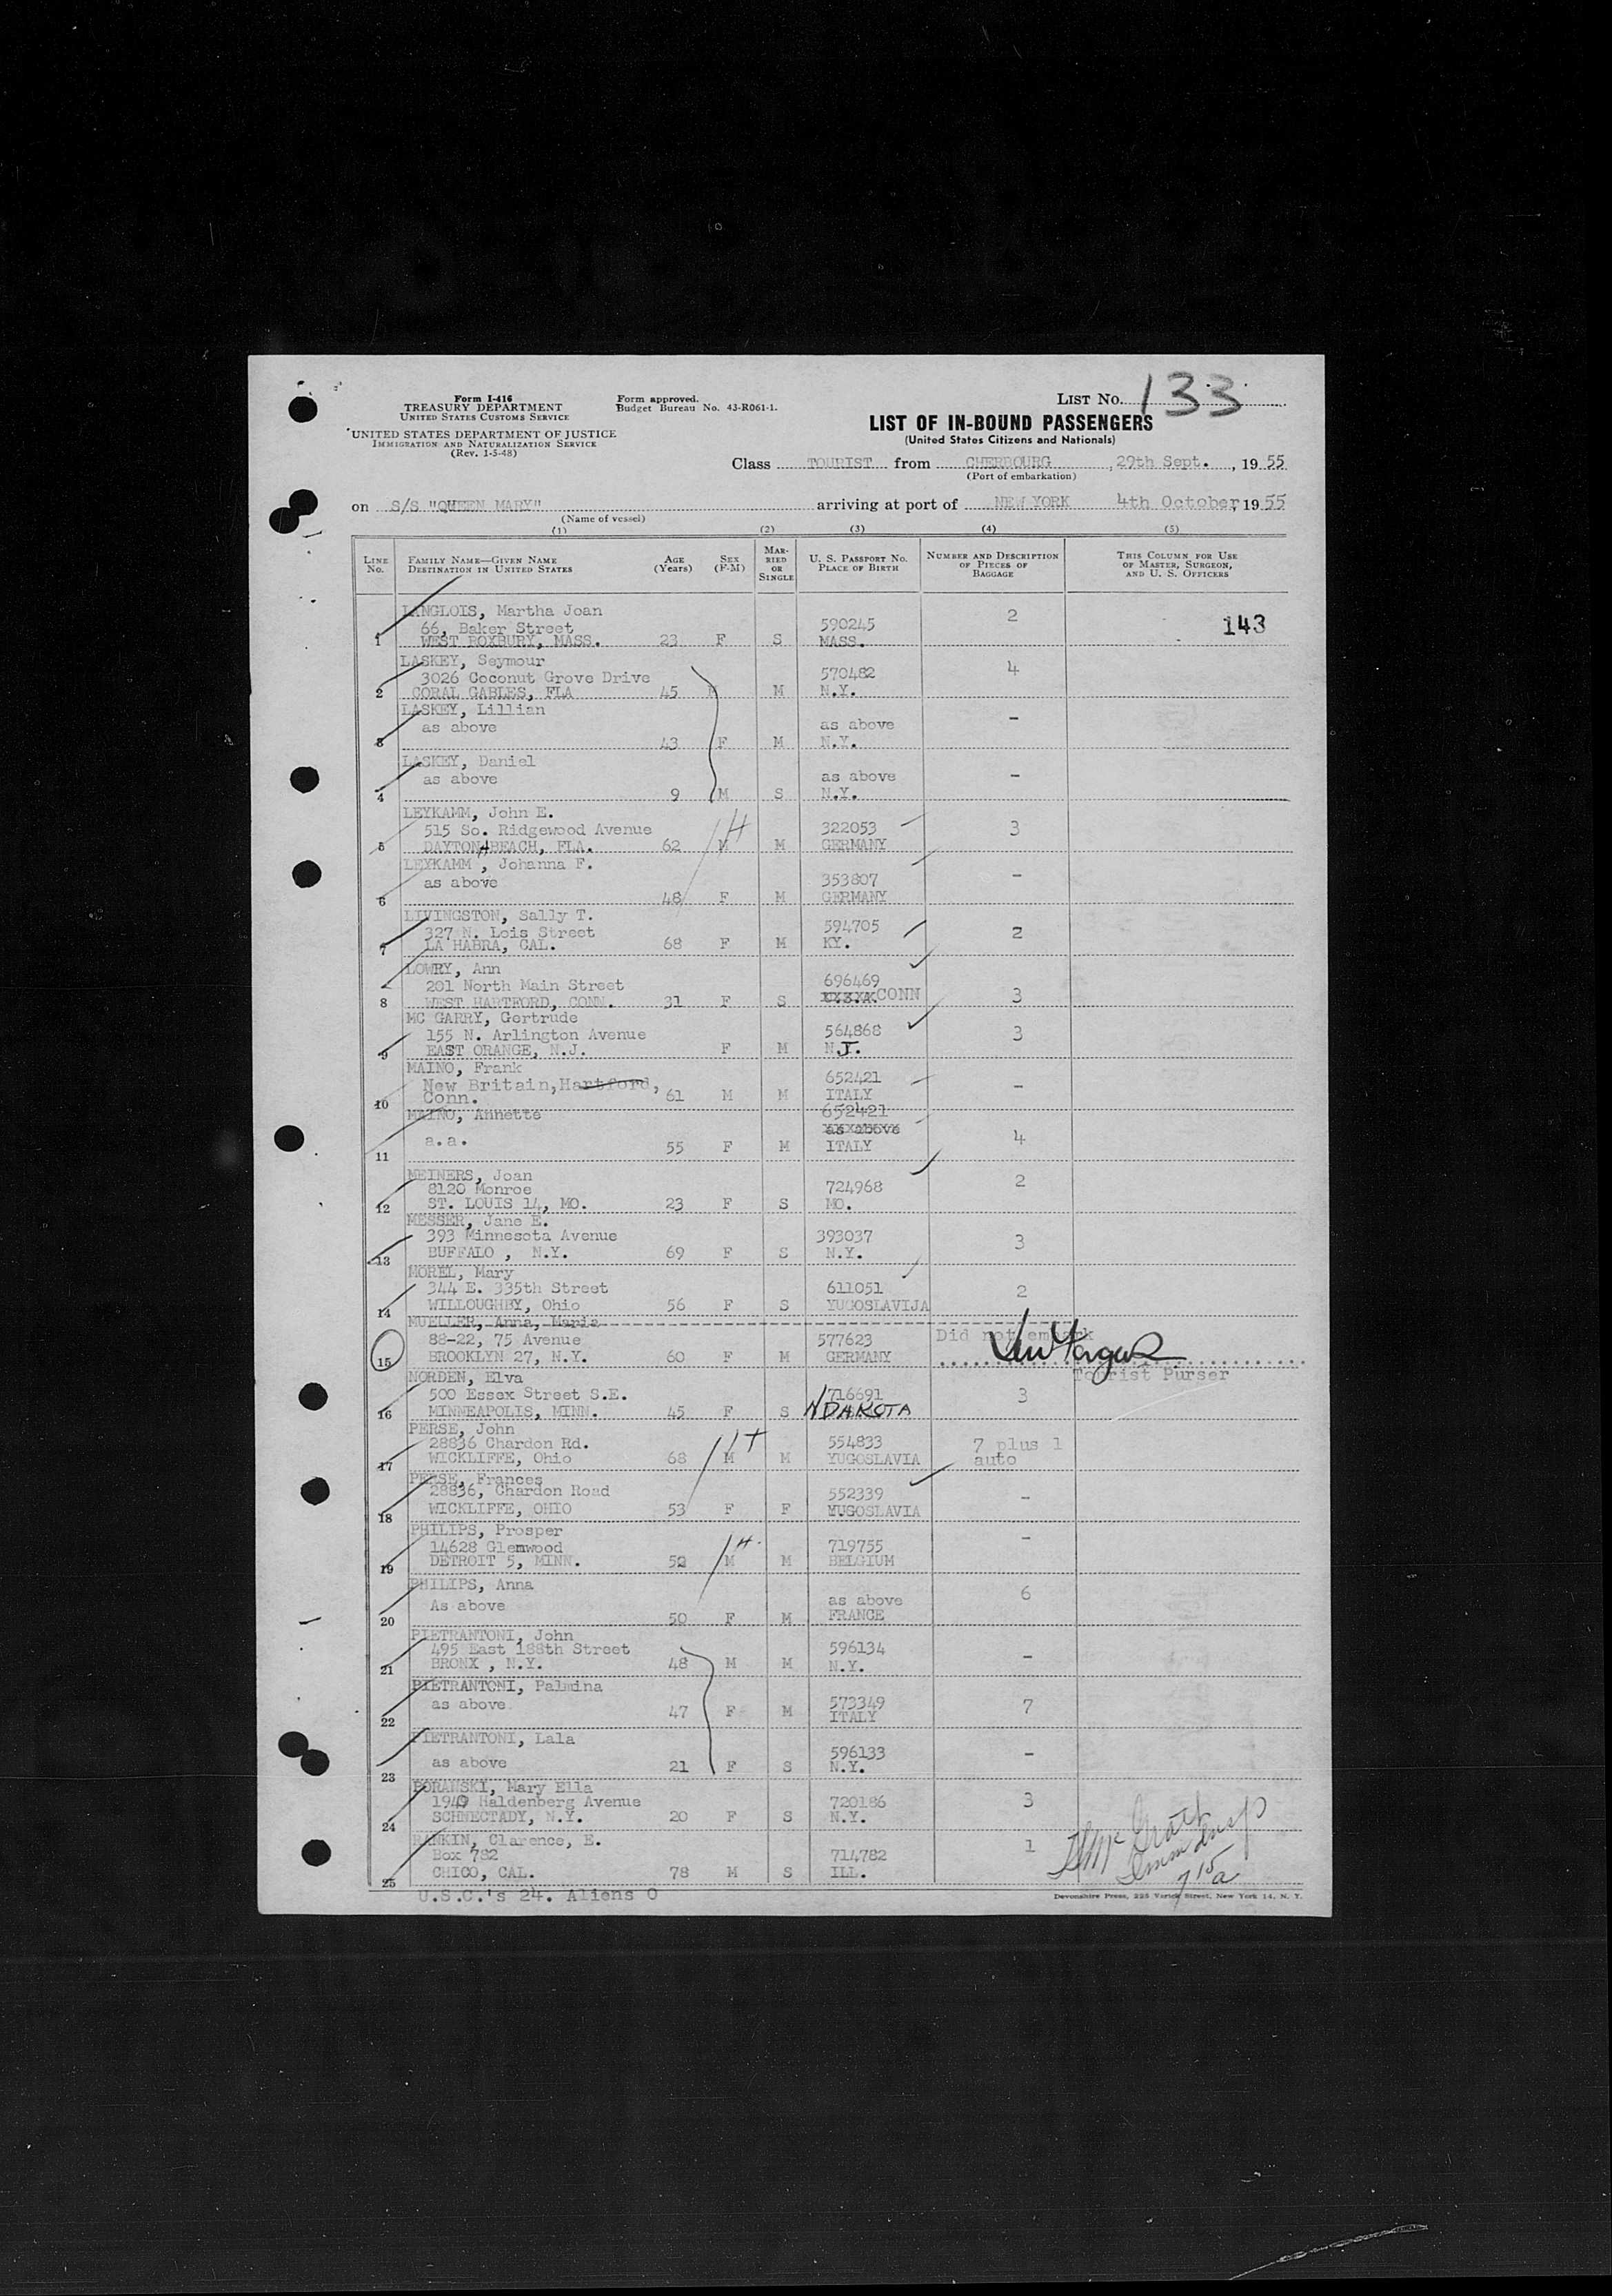 Form I-416
TREASURY DEPARTMENT
UNITED STATES CUSTOMS SERVICE
UNITED STATES DEPARTMENT OF JUSTICE
IMMIGRATION AND NATURALIZATION SERVICE
(Rev. 1-5-48)
Form approved.
Budget Bureau No. 43-R061-1.
LIST NO. 133
LIST OF IN-BOUND PASSENGERS
(United States Citizens and Nationals)
Class TOURIST from CHERBOURG, 29th Sept., 1955
(Port of embarkation)
on S/S "QUEEN MARY" arriving at port of NEW YORK 4th October, 1955
(Name of vessel)
(1) (2) (3) (4) (5)
LINE No. FAMILY NAME—GIVEN NAME DESTINATION IN UNITED STATES AGE (Years) SEX (F-M) MARRIED OR SINGLE U. S. PASSPORT NO. PLACE OF BIRTH NUMBER AND DESCRIPTION OF PIECES OF BAGGAGE THIS COLUMN FOR USE OF MASTER, SURGEON, AND U. S. OFFICERS
LANGLOIS, Martha Joan 2
66, Baker Street 590245 143
1 WEST ROXBURY, MASS. 23 F S MASS.
LASKEY, Seymour 4
3026 Coconut Grove Drive 570482
2 CORAL GABLES, FLA 45 M M N.Y.
LASKEY, Lillian -
as above as above
3 43 F M N.Y.
LASKEY, Daniel
as above as above -
4 9 M S N.Y.
LEYKAMM, John E.
515 So. Ridgewood Avenue 322053 3
5 DAYTONA BEACH, FLA. 62 M M GERMANY
LEYKAMM, Johanna F.
as above 353807 -
6 48 F M GERMANY
LIVINGSTON, Sally T.
327 N. Lois Street 594705 2
7 LA HABRA, CAL. 68 F M KY.
LOWRY, Ann
201 North Main Street 696469
8 WEST HARTFORD, CONN. 31 F S U.S.A. CONN 3
MC GARRY, Gertrude
155 N. Arlington Avenue 564868 3
9 EAST ORANGE, N.J. F M N.J.
MAINO, Frank
New Britain, Hartford, 652421 -
10 Conn. 61 M M ITALY
MAINO, Annette 652421
a.a. as above 4
11 55 F M ITALY
MEINERS, Joan 2
8120 Monroe 724968
12 ST. LOUIS 14, MO. 23 F S MO.
MESSER, Jane E.
393 Minnesota Avenue 393037 3
13 BUFFALO , N.Y. 69 F S N.Y.
MOREL, Mary
344 E. 335th Street 611051 2
14 WILLOUGHBY, Ohio 56 F S YUGOSLAVIJA
MUELLER, Anna, Maria
88-22, 75 Avenue 577623 Did not embark
15 BROOKLYN 27, N.Y. 60 F M GERMANY
NORDEN, Elva Tourist Purser
500 Essex Street S.E. 716691 3
16 MINNEAPOLIS, MINN. 45 F S N DAKOTA
PERSE, John
28836 Chardon Rd. 554833 7 plus 1
17 WICKLIFFE, Ohio 68 M M YUGOSLAVIA auto
PERSE, Frances
28836, Chardon Road 552339 -
18 WICKLIFFE, OHIO 53 F F YUGOSLAVIA
PHILIPS, Prosper -
14628 Glenwood 719755
19 DETROIT 5, MINN. 52 M M BELGIUM
PHILIPS, Anna 6
As above as above
20 50 F M FRANCE
PIETRANTONI, John
495 East 188th Street 596134 -
21 BRONX , N.Y. 48 M M N.Y.
PIETRANTONI, Palmina
as above 573349 7
22 47 F M ITALY
PIETRANTONI, Lala
as above 596133 -
23 21 F S N.Y.
BORANSKI, Mary Ella
1940 Haldenberg Avenue 720186 3
24 SCHNECTADY, N.Y. 20 F S N.Y.
RANKIN, Clarence, E.
Box 782 714782 1
25 CHICO, CAL. 78 M S ILL.
U.S.C.'s 24. Aliens 0
Devonshire Press, 225 Varick Street, New York 14, N. Y.